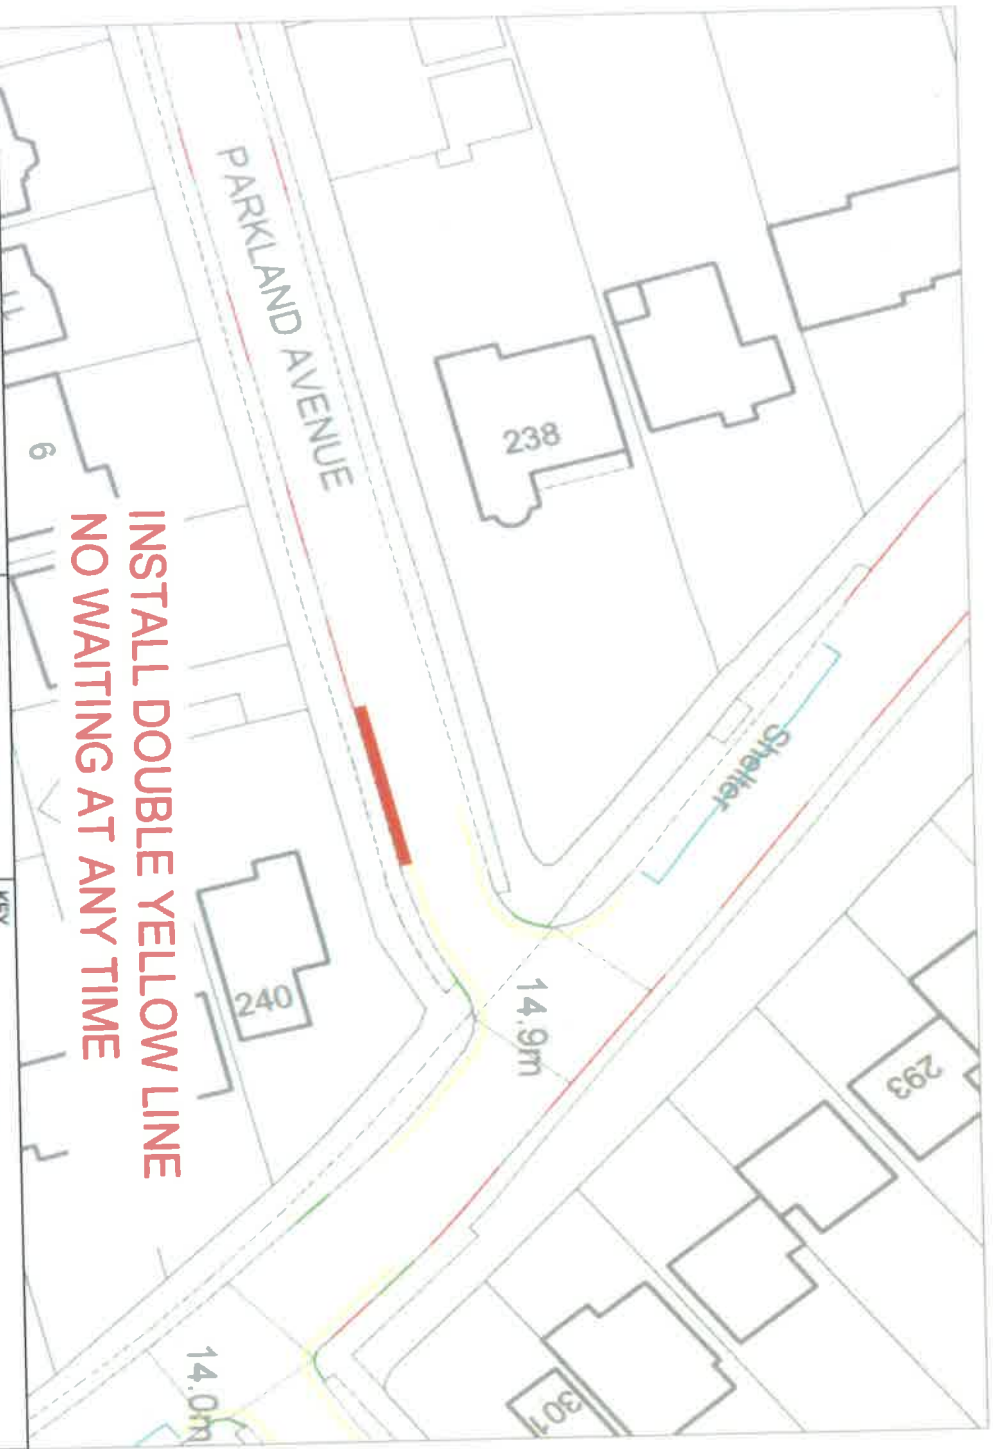 293
301
Shelter
238
14.9m
PARKLAND AVENUE
240
14.0m
INSTALL DOUBLE YELLOW LINE
NO WAITING AT ANY TIME
6
KEY